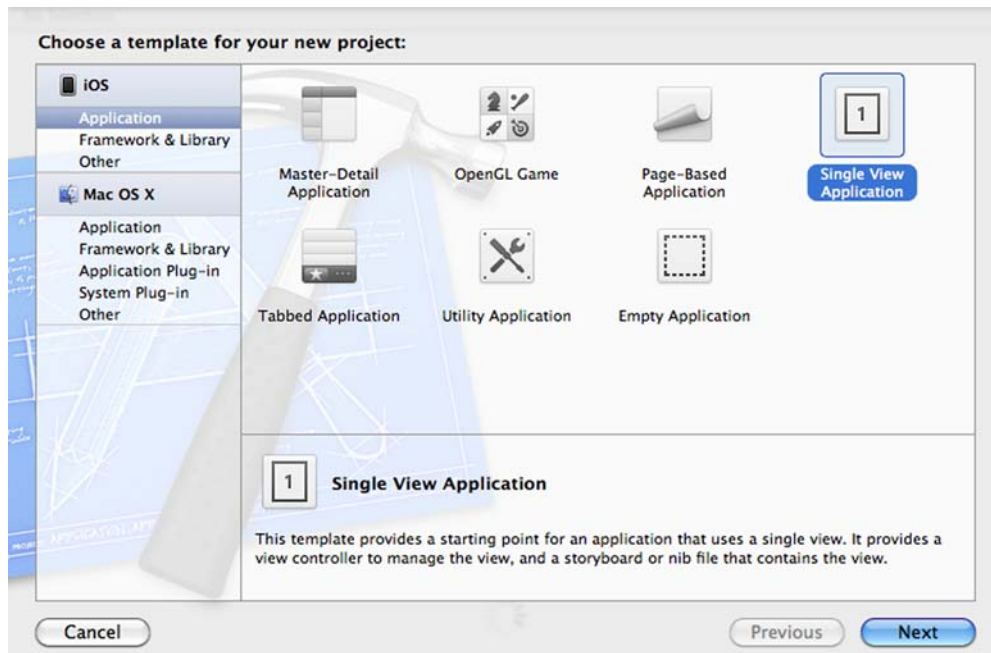 Choose a template for your new project:
iOS
Application
Framework & Library
Other
Mac OS X
Application
Framework & Library
Application Plug-in
System Plug-in
Other
Master-Detail
Application
OpenGL Game
Page-Based
Application
1
Single View
Application
Tabbed Application
Utility Application
Empty Application
1
Single View Application
This template provides a starting point for an application that uses a single view. It provides a
view controller to manage the view, and a storyboard or nib file that contains the view.
Cancel
Previous
Next